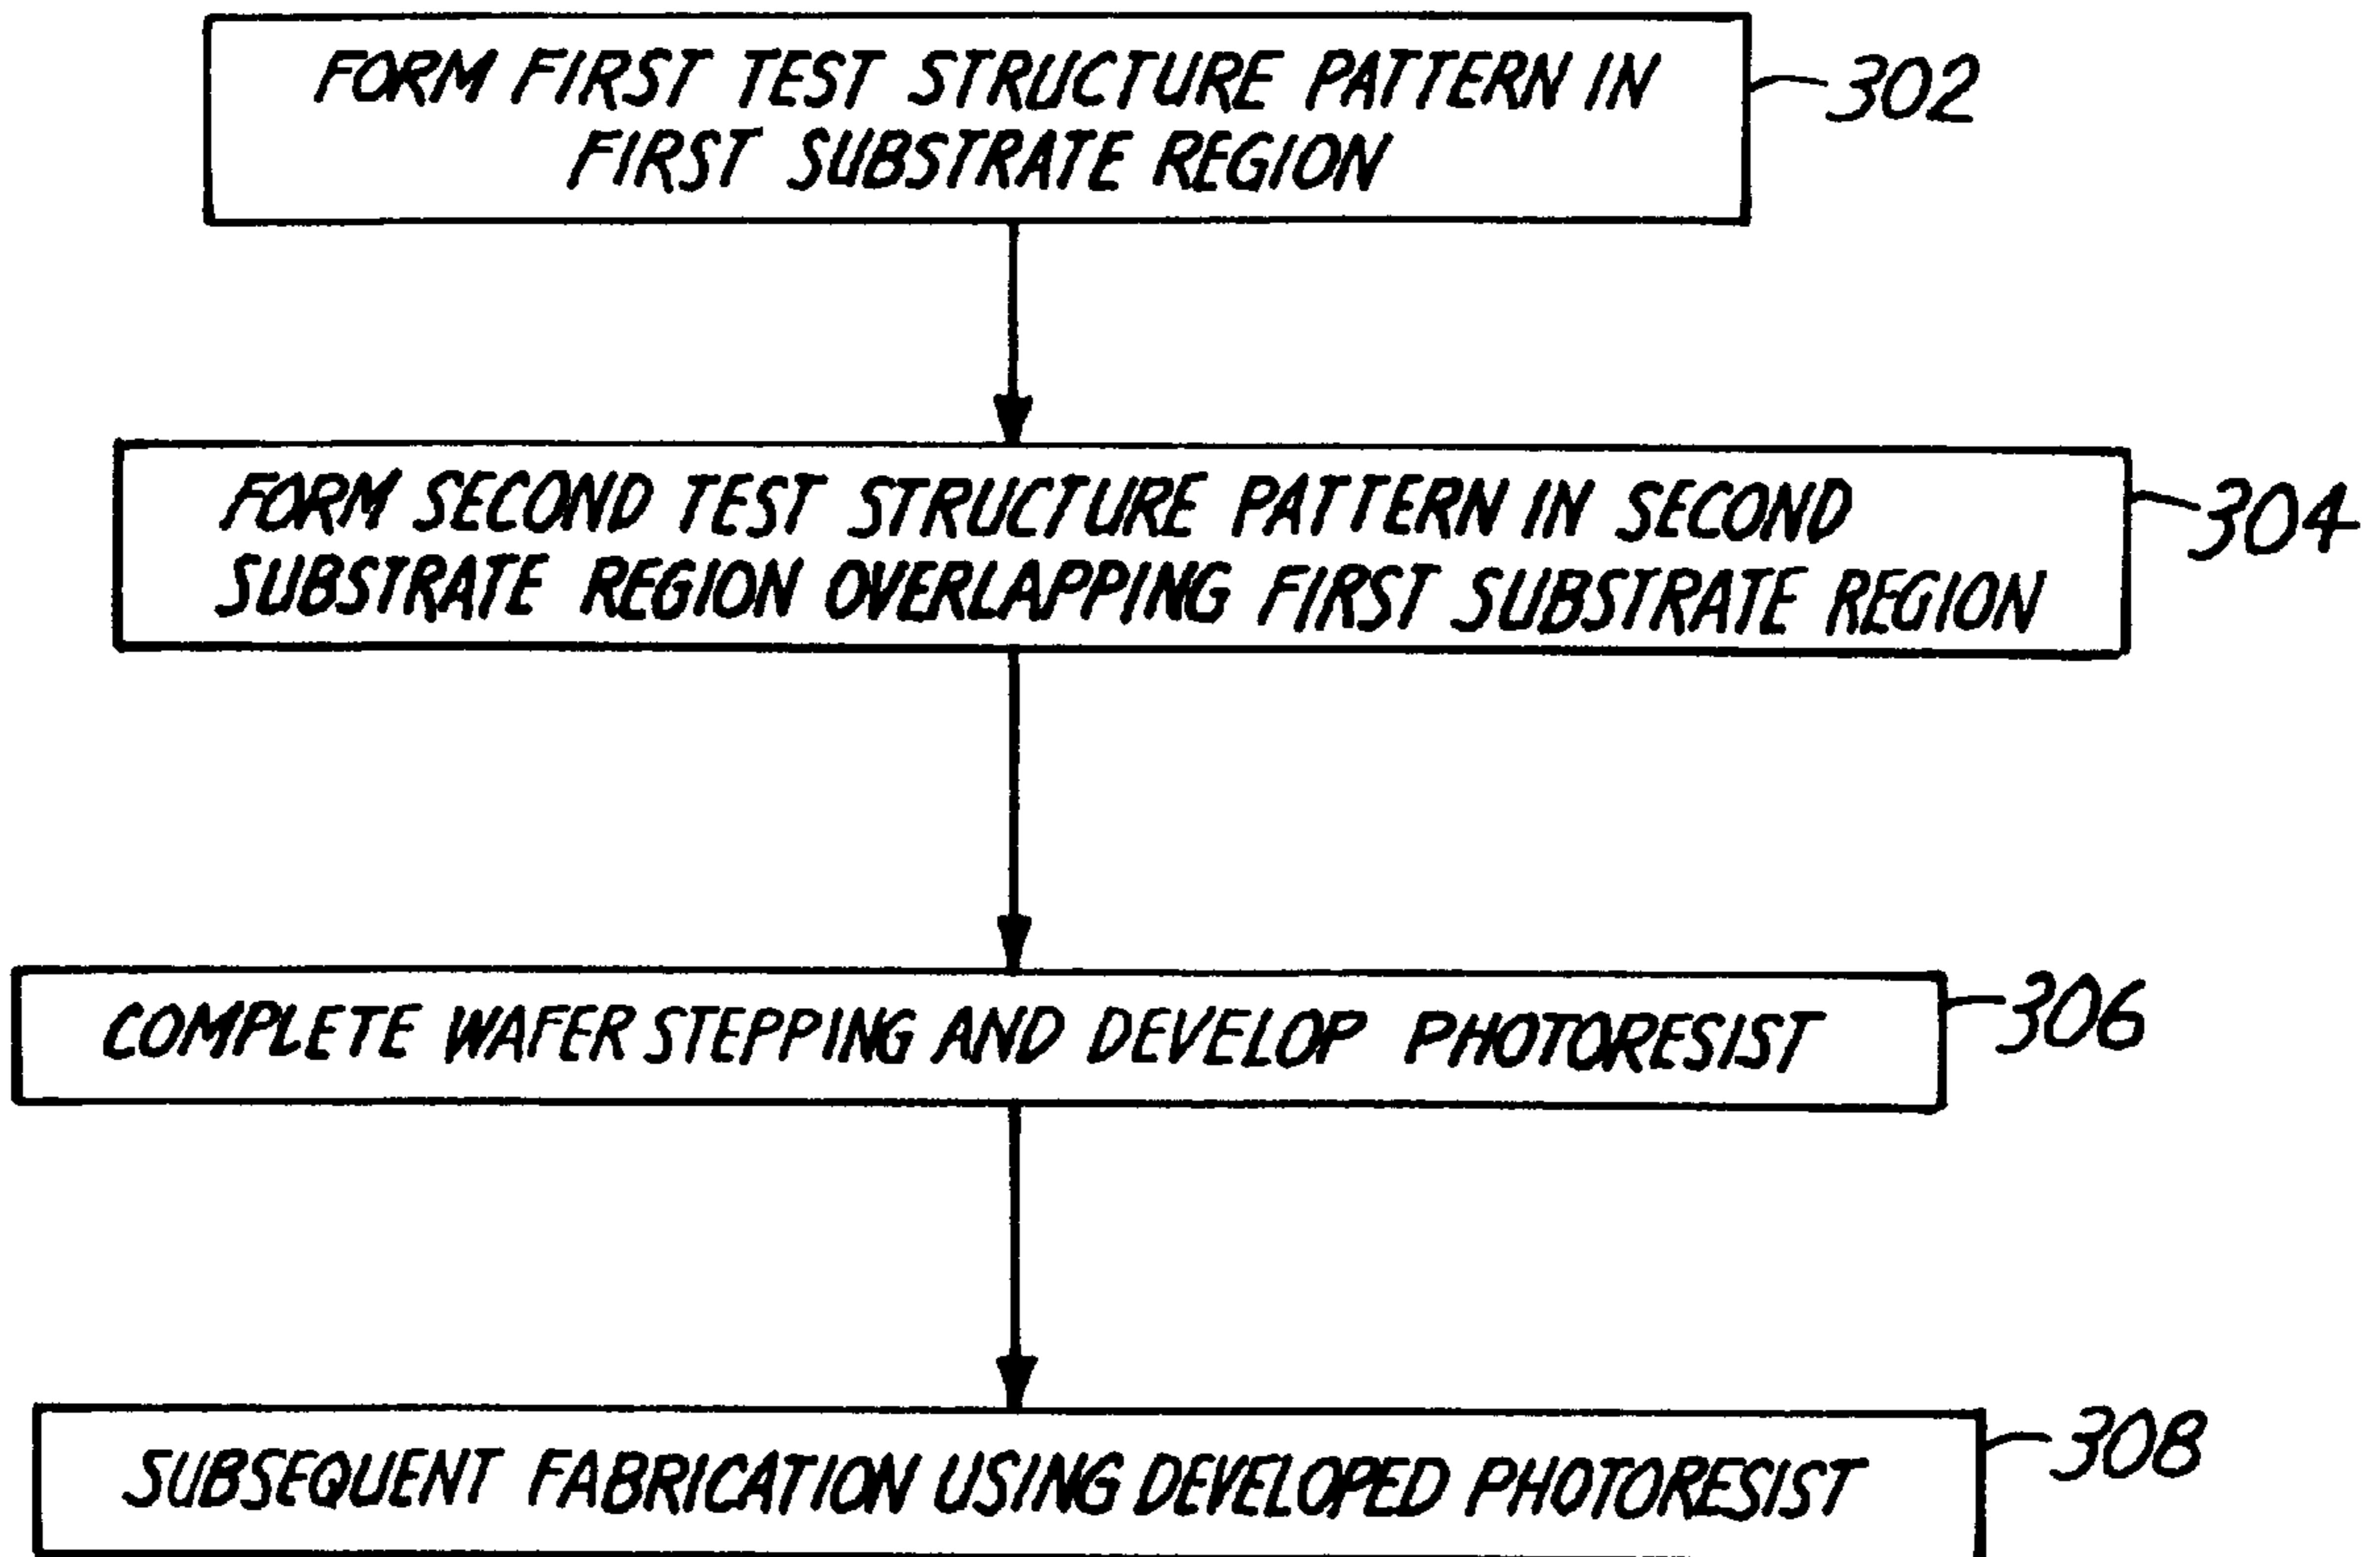 FORM FIRST TEST STRUCTURE PATTERN IN
FIRST SUBSTRATE REGION
302
FORM SECOND TEST STRUCTURE PATTERN IN SECOND
SUBSTRATE REGION OVERLAPPING FIRST SUBSTRATE REGION
304
COMPLETE WAFER STEPPING AND DEVELOP PHOTORESIST
306
SUBSEQUENT FABRICATION USING DEVELOPED PHOTORESIST
308